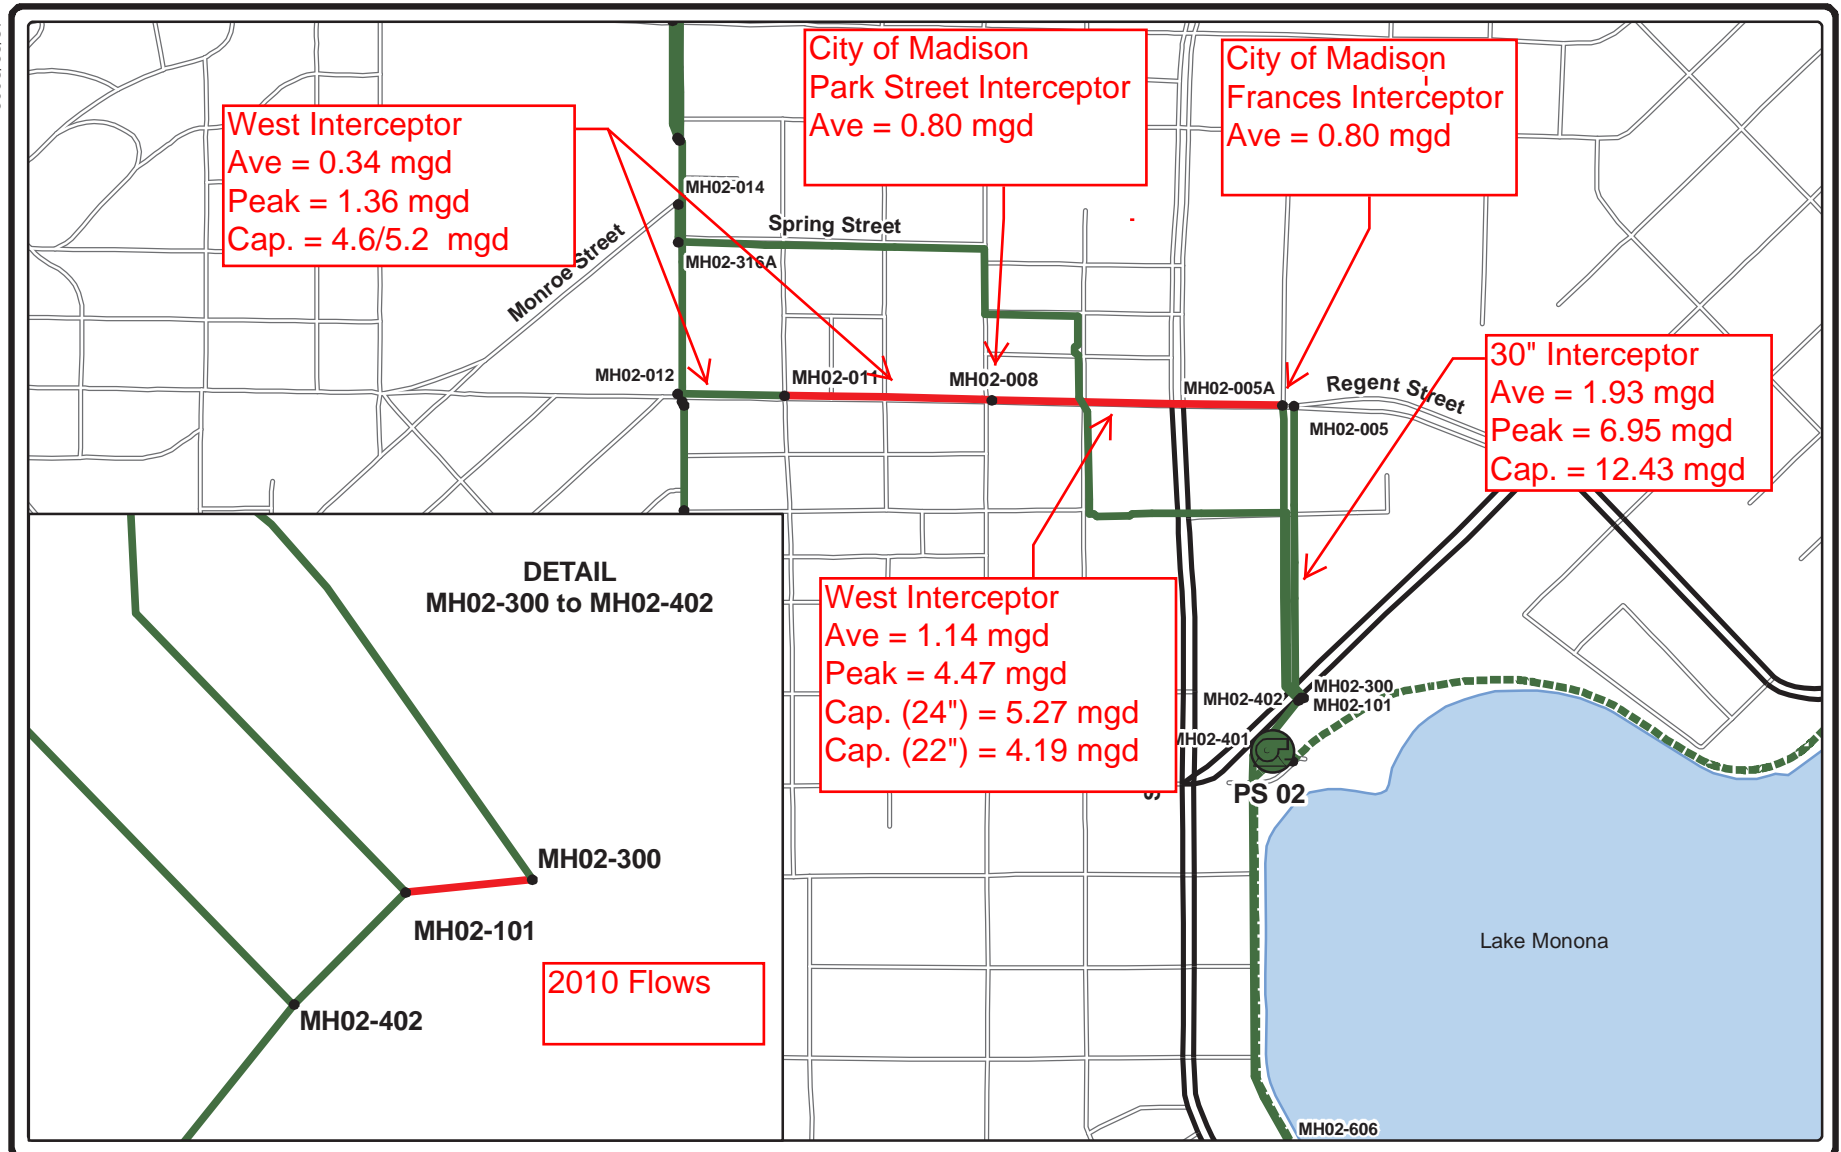 City of Madison
Park Street Interceptor
Ave = 0.80 mgd
City of Madison
Frances Interceptor
Ave = 0.80 mgd
West Interceptor
Ave = 0.34 mgd
Peak = 1.36 mgd
Cap. = 4.6/5.2 mgd
MH02-014
Spring Street
MH02-316A
Monroe Street
MH02-012
MH02-011
MH02-008
MH02-005A
Regent Street
MH02-005
30" Interceptor
Ave = 1.93 mgd
Peak = 6.95 mgd
Cap. = 12.43 mgd
DETAIL
MH02-300 to MH02-402
West Interceptor
Ave = 1.14 mgd
Peak = 4.47 mgd
Cap. (24") = 5.27 mgd
Cap. (22") = 4.19 mgd
MH02-402
MH02-300
MH02-101
MH02-401
PS 02
MH02-300
MH02-101
MH02-402
2010 Flows
Lake Monona
MH02-606